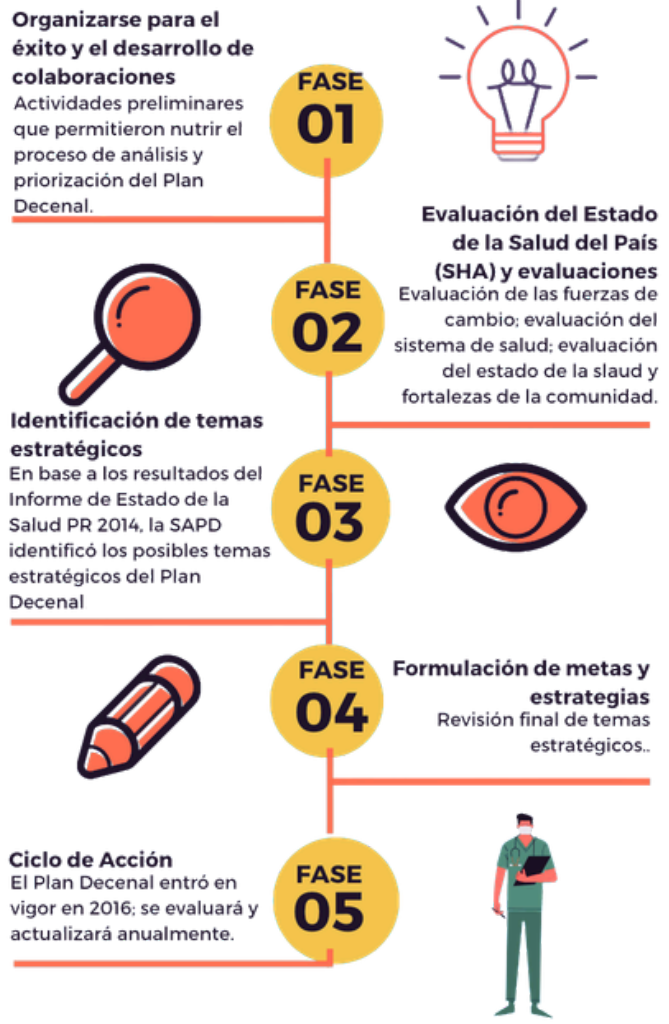 Organizarse para el
éxito y el desarrollo de
colaboraciones
Actividades preliminares
que permitieron nutrir el
proceso de análisis y
priorización del Plan
Decenal.
FASE
01
Evaluación del Estado
de la Salud del País
(SHA) y evaluaciones
Evaluación de las fuerzas de
cambio; evaluación del
sistema de salud; evaluación
del estado de la slaud y
fortalezas de la comunidad.
FASE
02
Identificación de temas
estratégicos
En base a los resultados del
Informe de Estado de la
Salud PR 2014, la SAPD
identificó los posibles temas
estratégicos del Plan
Decenal
FASE
03
FASE
04
Formulación de metas y
estrategias
Revisión final de temas
estratégicos..
Ciclo de Acción
El Plan Decenal entró en
vigor en 2016; se evaluará y
actualizará anualmente.
FASE
05